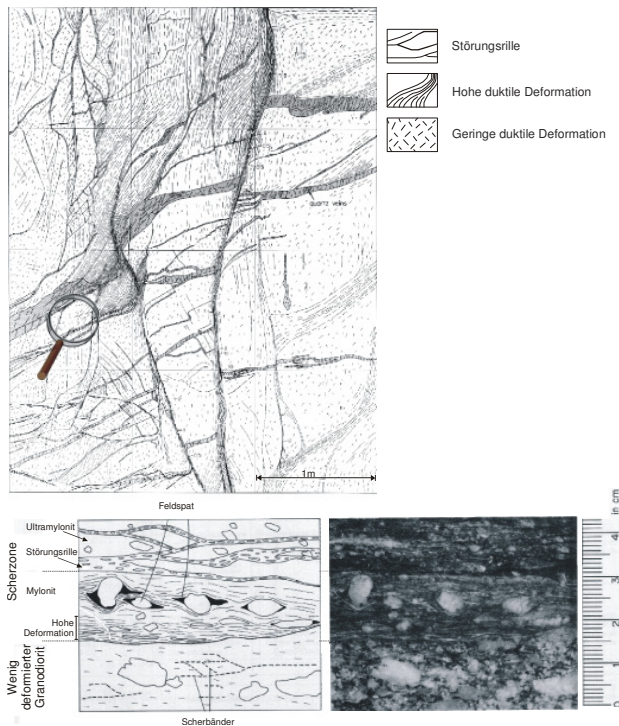 Störungsrille
Hohe duktile Deformation
Geringe duktile Deformation
quartz veins
1m
Feldspat
Scherzone
Wenig
deformierter
Granodiorit
Ultramylonit
Störungsrille
Mylonit
Hohe
Deformation
Scherbänder
in cm
4
3
2
1
0